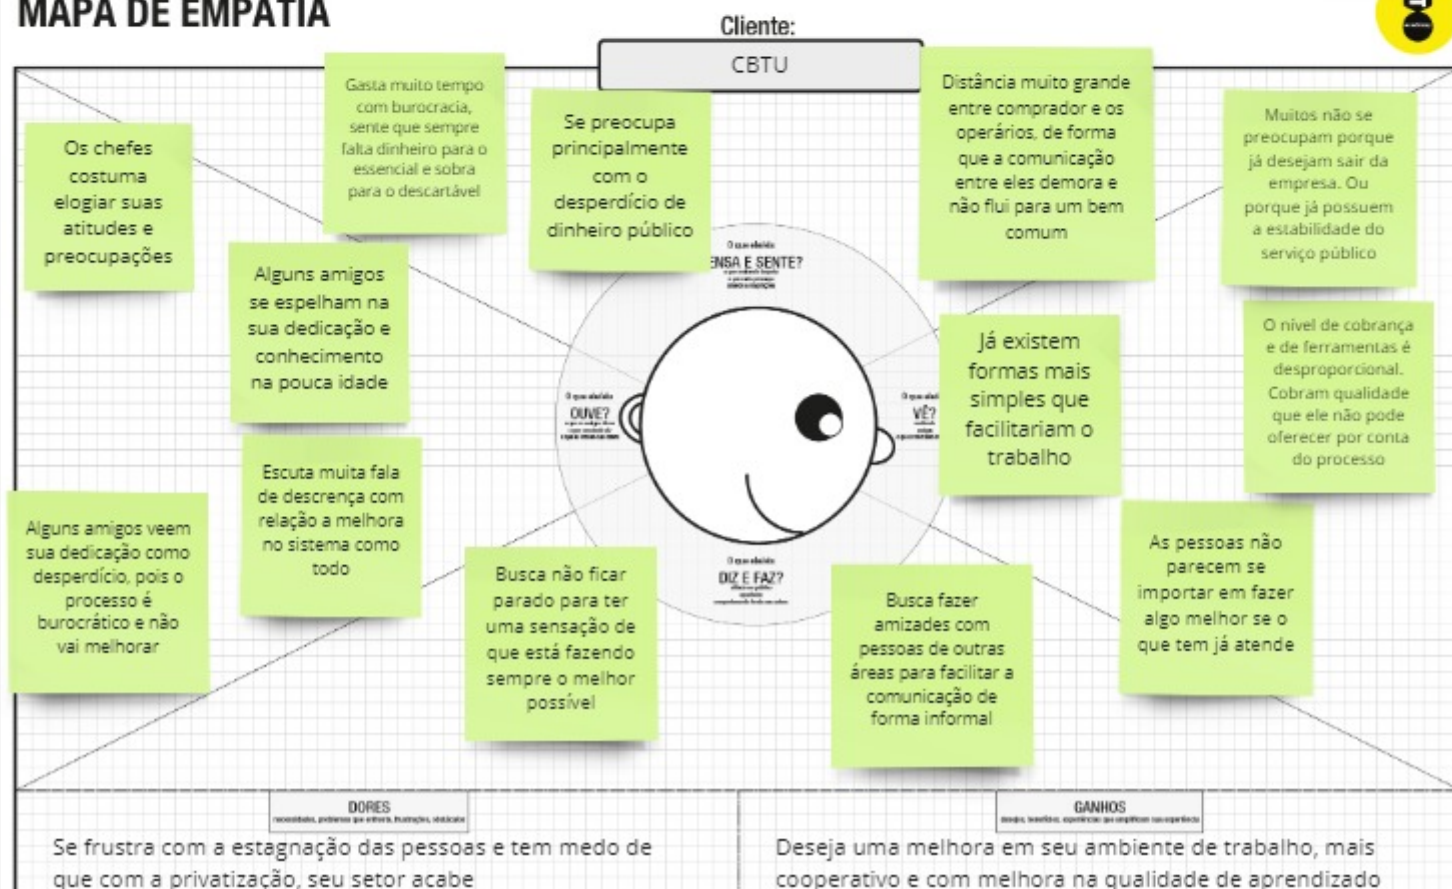 MAPA DE EMPATIA
Cliente:
CBTU
Os chefes
costuma
elogiar suas
atitudes e
preocupações
Gasta muito tempo
com burocracia,
sente que sempre
falta dinheiro para o
essencial e sobra
para o descartável
Se preocupa
principalmente
com o
desperdício de
dinheiro público
Distância muito grande
entre comprador e os
operários, de forma
que a comunicação
entre eles demora e
não flui para um bem
comum
Muitos não se
preocupam porque
já desejam sair da
empresa. Ou
porque já possuem
a estabilidade do
serviço público
Alguns amigos
se espelham na
sua dedicação e
conhecimento
na pouca idade
ENSA E SENTE?
Já existem
formas mais
simples que
facilitariam o
trabalho
O nível de cobrança
e de ferramentas é
desproporcional.
Cobram qualidade
que ele não pode
oferecer por conta
do processo
OUVE?
VÊ?
Escuta muita fala
de descrença com
relação a melhora
no sistema como
todo
Alguns amigos veem
sua dedicação como
desperdício, pois o
processo é
burocrático e não
vai melhorar
Busca não ficar
parado para ter
uma sensação de
que está fazendo
sempre o melhor
possível
DIZ E FAZ?
Busca fazer
amizades com
pessoas de outras
áreas para facilitar a
comunicação de
forma informal
As pessoas não
parecem se
importar em fazer
algo melhor se o
que tem já atende
DORES
Se frustra com a estagnação das pessoas e tem medo de
que com a privatização, seu setor acabe
GANHOS
Deseja uma melhora em seu ambiente de trabalho, mais
cooperativo e com melhora na qualidade de aprendizado